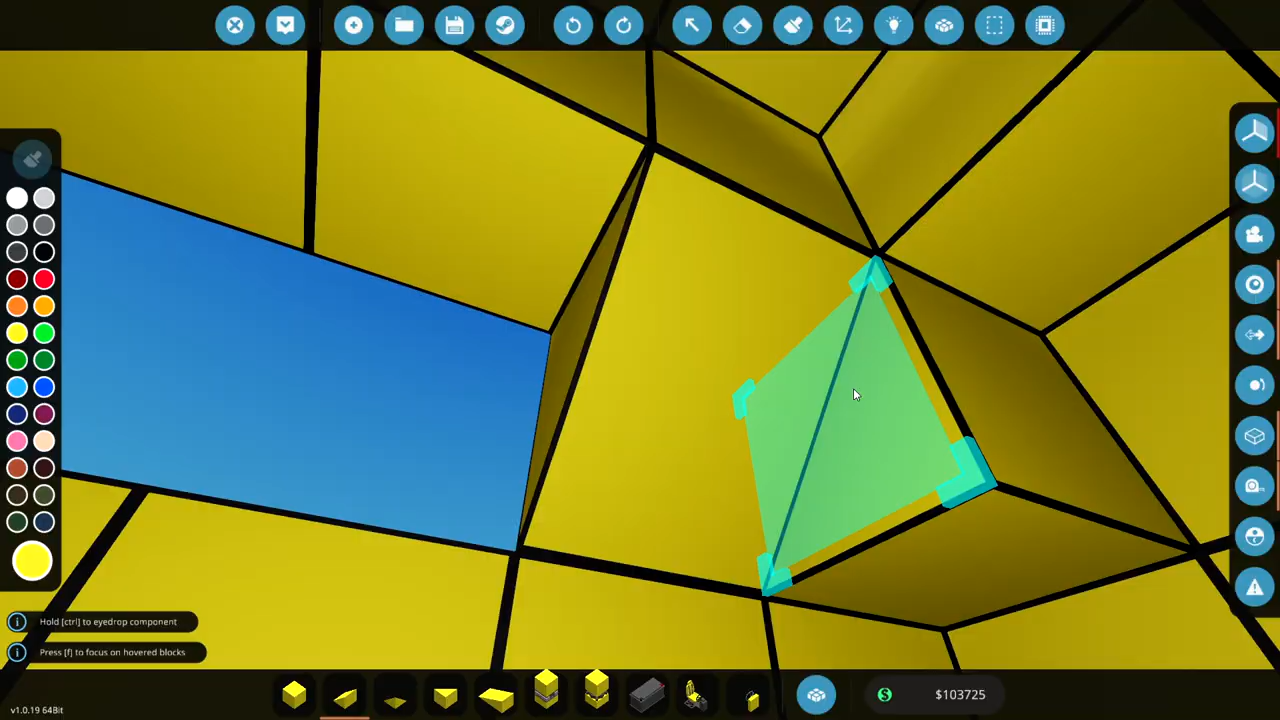 Hold [ctrl] to eyedrop component
Press [f] to focus on hovered blocks
$ $103725
v1.0.19 64Bit